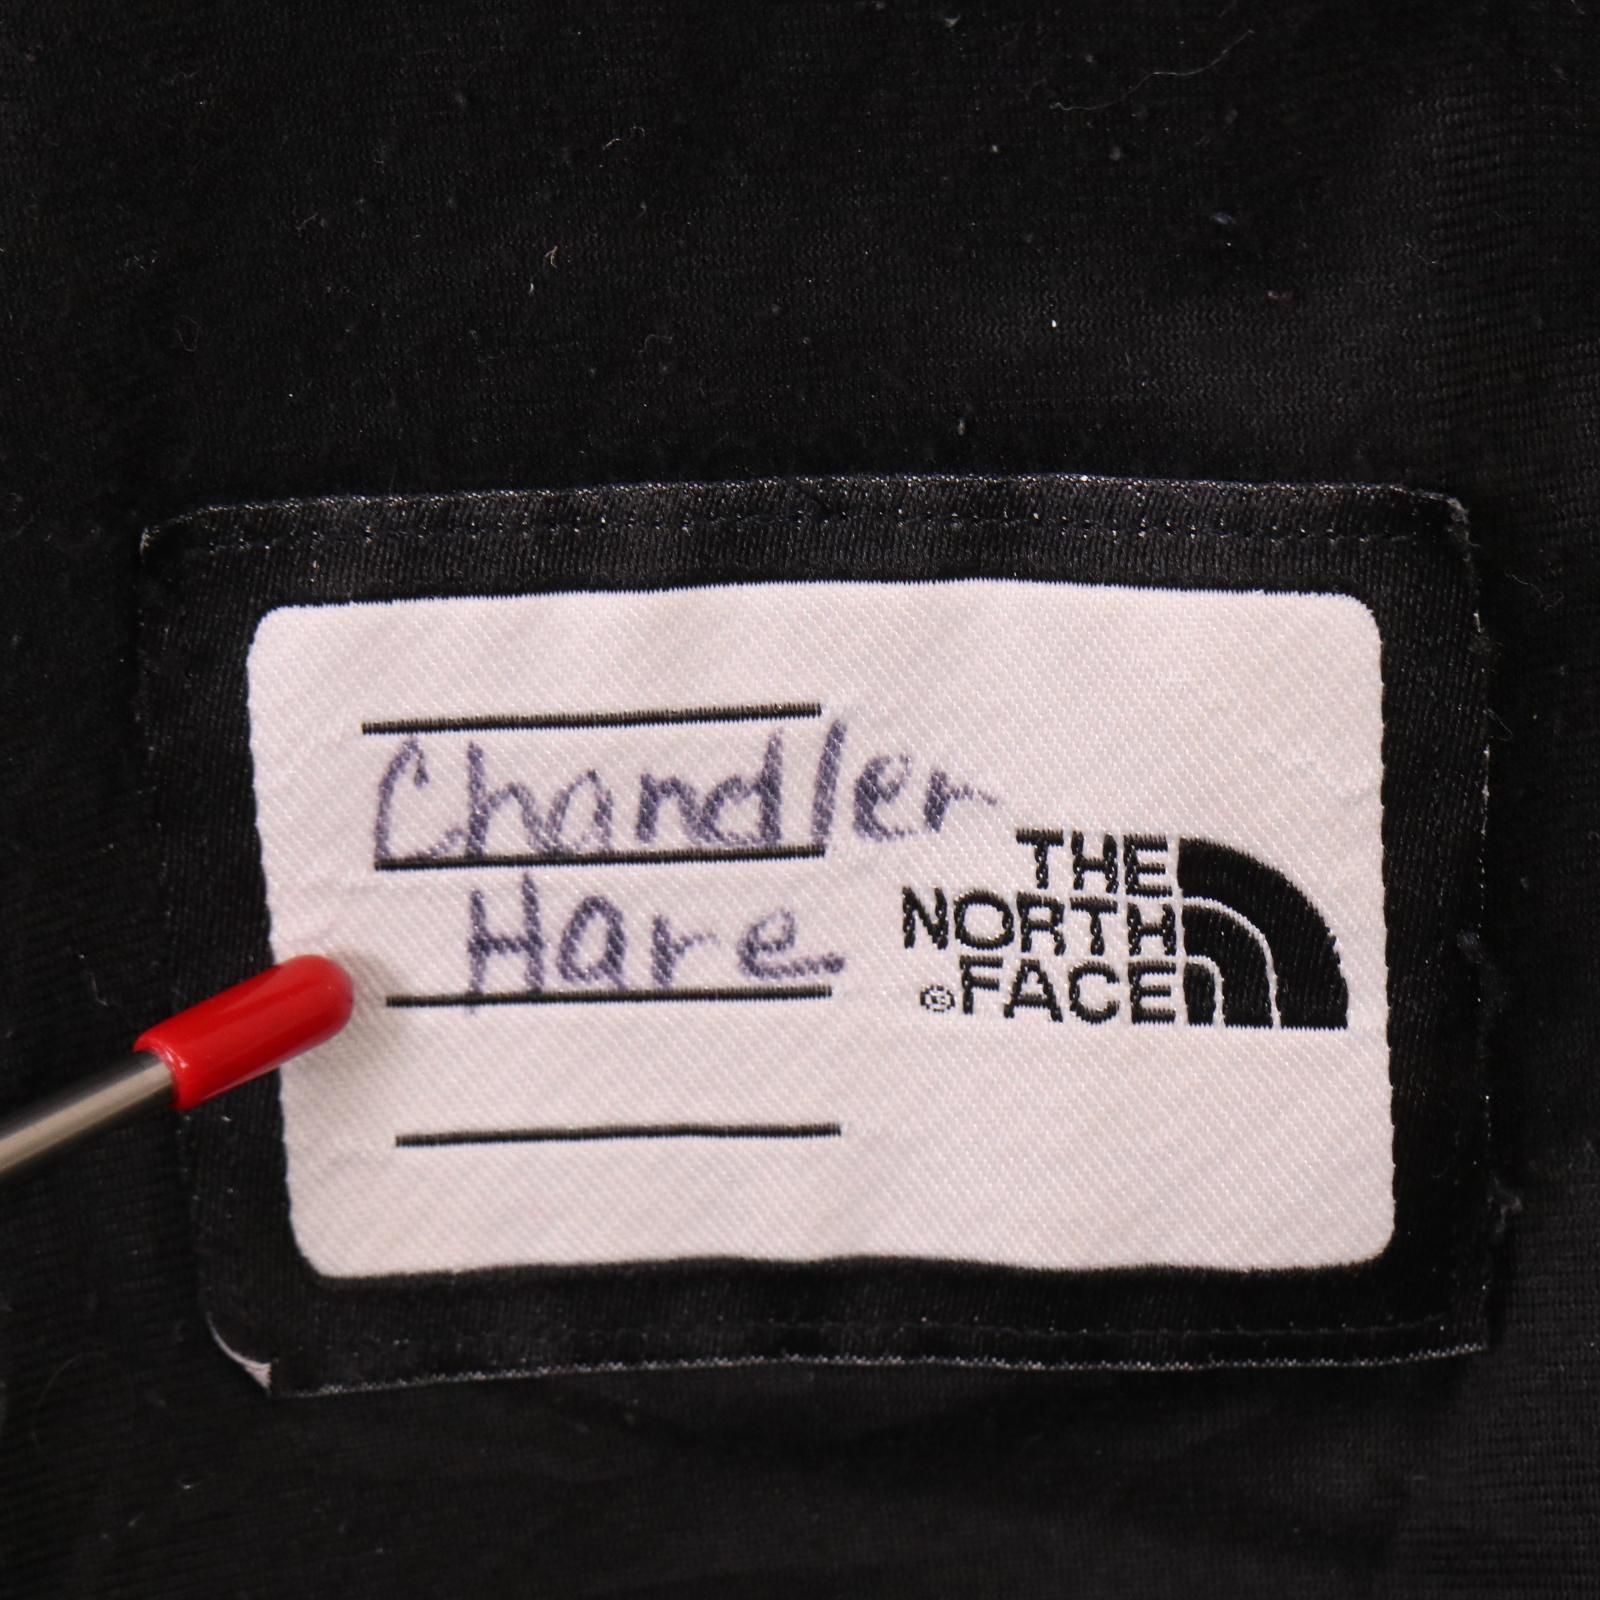 Chandler
Hare
THE
NORTH
®FACE